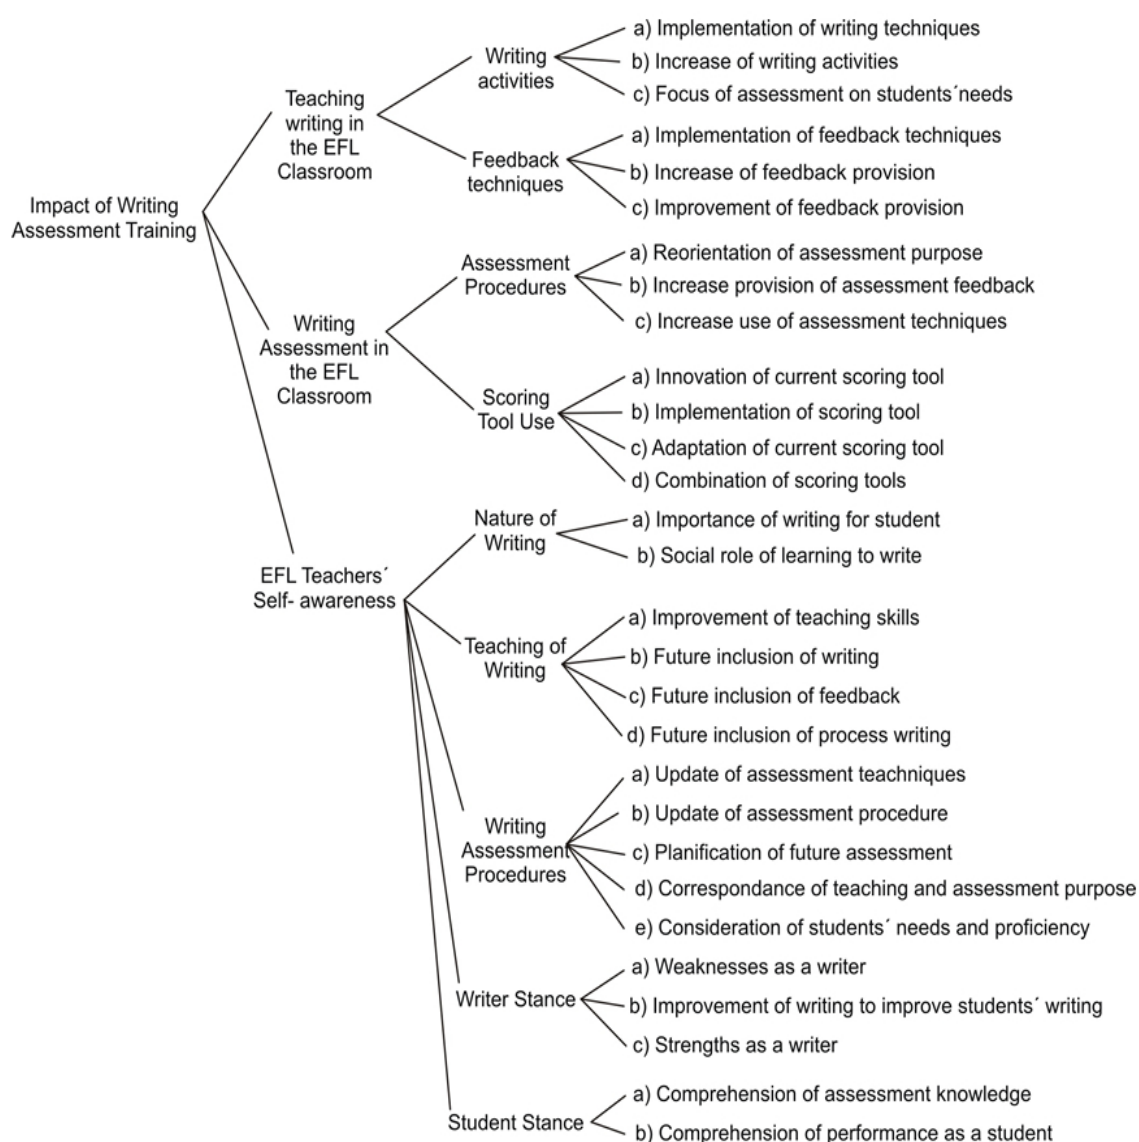 Impact of Writing
Assessment Training
Teaching
writing in
the EFL
Classroom
Writing
activities
a) Implementation of writing techniques
b) Increase of writing activities
c) Focus of assessment on students´needs
Feedback
techniques
a) Implementation of feedback techniques
b) Increase of feedback provision
c) Improvement of feedback provision
Writing
Assessment in
the EFL
Classroom
Assessment
Procedures
a) Reorientation of assessment purpose
b) Increase provision of assessment feedback
c) Increase use of assessment techniques
Scoring
Tool Use
a) Innovation of current scoring tool
b) Implementation of scoring tool
c) Adaptation of current scoring tool
d) Combination of scoring tools
EFL Teachers´
Self- awareness
Nature of
Writing
a) Importance of writing for student
b) Social role of learning to write
Teaching of
Writing
a) Improvement of teaching skills
b) Future inclusion of writing
c) Future inclusion of feedback
d) Future inclusion of process writing
Writing
Assessment
Procedures
a) Update of assessment teachniques
b) Update of assessment procedure
c) Planification of future assessment
d) Correspondance of teaching and assessment purpose
e) Consideration of students´ needs and proficiency
Writer Stance
a) Weaknesses as a writer
b) Improvement of writing to improve students´ writing
c) Strengths as a writer
Student Stance
a) Comprehension of assessment knowledge
b) Comprehension of performance as a student